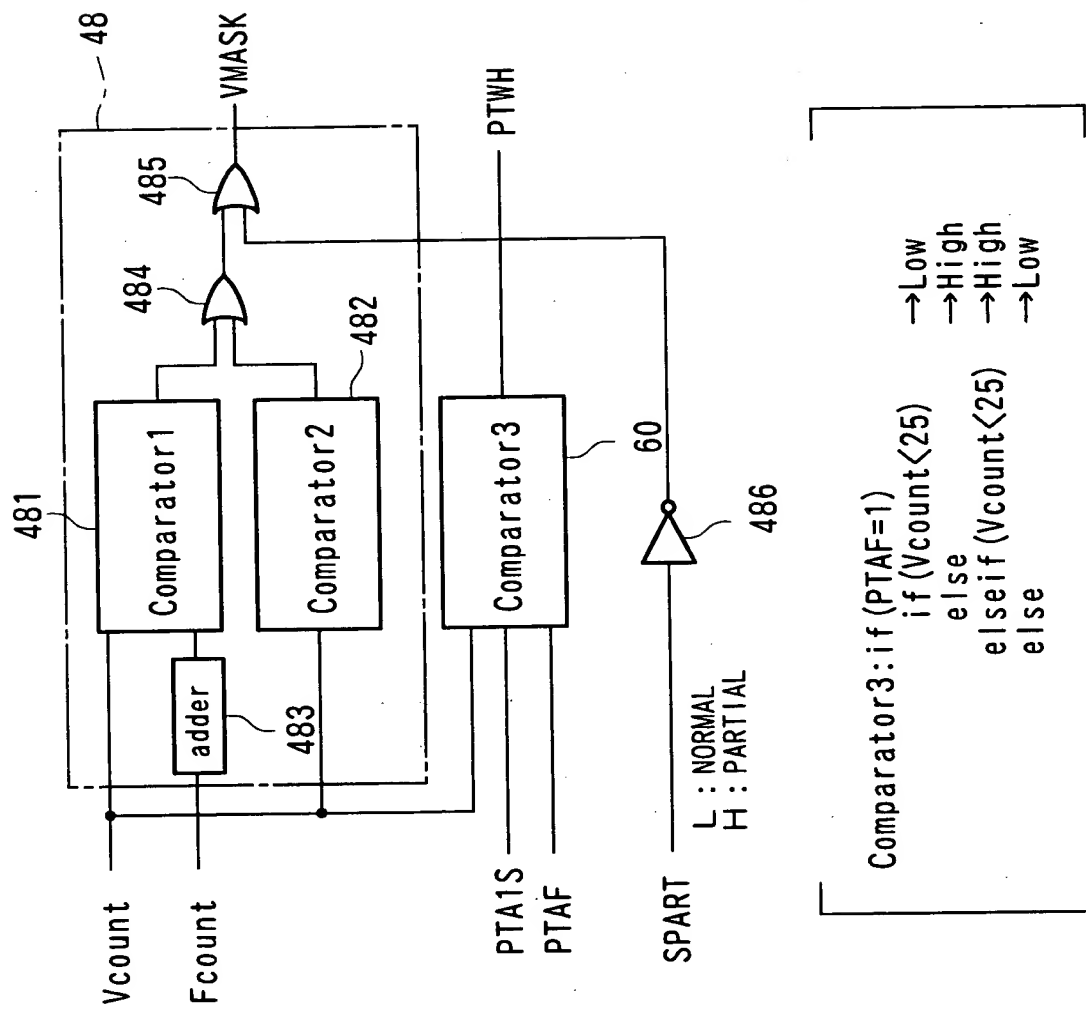 48
VMASK
485
484
482
481
Comparator1
Comparator2
adder
483
Vcount
Fcount
PTWH
Comparator3
60
PTA1S
PTAF
486
SPART
L : NORMAL
H : PARTIAL
Comparator3:if(PTAF=1)
if(Vcount<25) →Low
else →High
elseif(Vcount<25) →High
else →Low